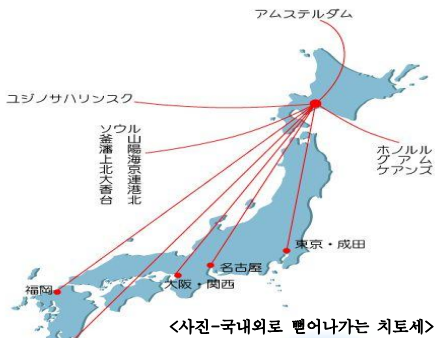 アムステルダム
ユジノサハリンスク
ソウル
釜山
瀋陽
上海
北京
大連
香港
台北
ホノルル
グアム
ケアンズ
東京・成田
名古屋
大阪・関西
福岡
<사진-국내외로 뻗어나가는 치토세>